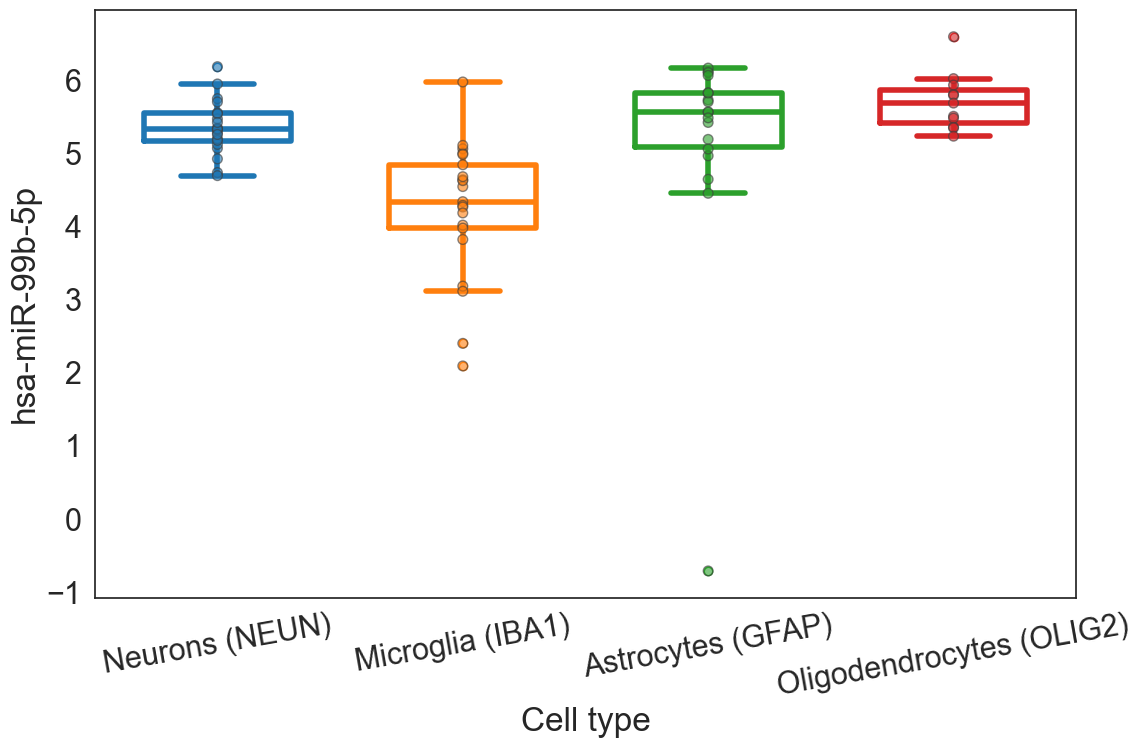 hsa-miR-99b-5p
6
5
4
3
2
1
0
−1
Neurons (NEUN)
Microglia (IBA1)
Astrocytes (GFAP)
Oligodendrocytes (OLIG2)
Cell type